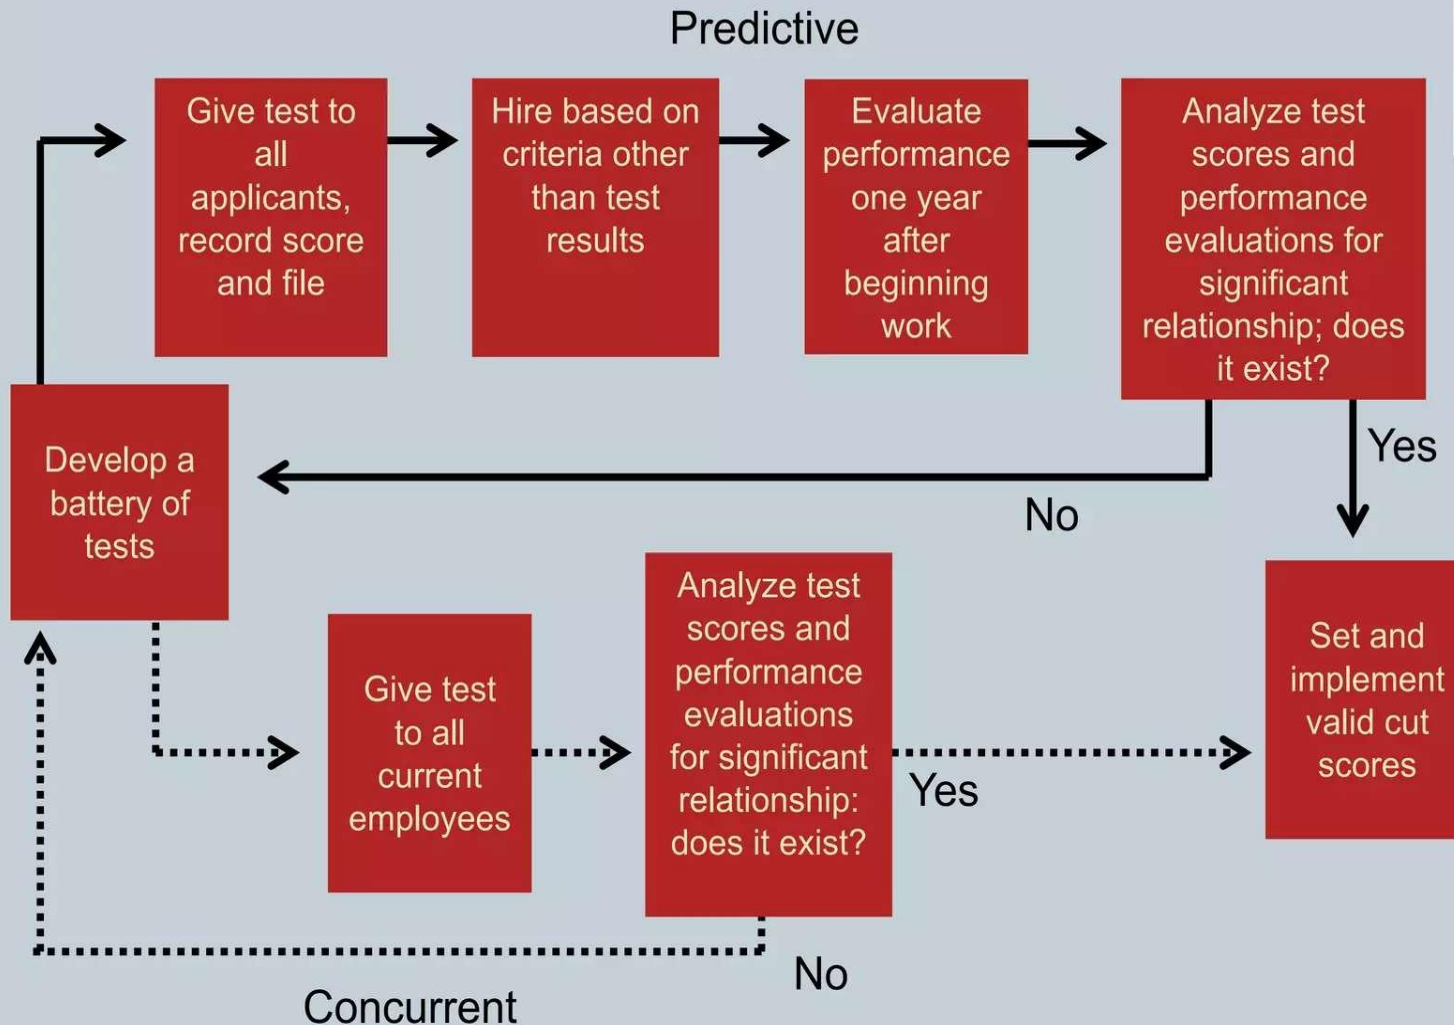 Predictive
Give test to
all
applicants,
record score
and file
Hire based on
criteria other
than test
results
Evaluate
performance
one year
after
beginning
work
Analyze test
scores and
performance
evaluations for
significant
relationship; does
it exist?
Yes
No
Develop a
battery of
tests
Give test
to all
current
employees
Analyze test
scores and
performance
evaluations
for significant
relationship:
does it exist?
Yes
Set and
implement
valid cut
scores
No
Concurrent